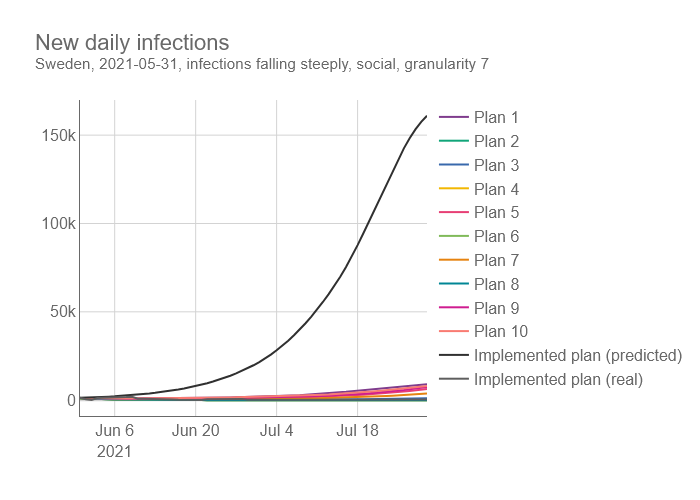 New daily infections
Sweden, 2021-05-31, infections falling steeply, social, granularity 7
150k
100k
50k
0
Jun 6
2021
Jun 20
Jul 4
Jul 18
Plan 1
Plan 2
Plan 3
Plan 4
Plan 5
Plan 6
Plan 7
Plan 8
Plan 9
Plan 10
Implemented plan (predicted)
Implemented plan (real)